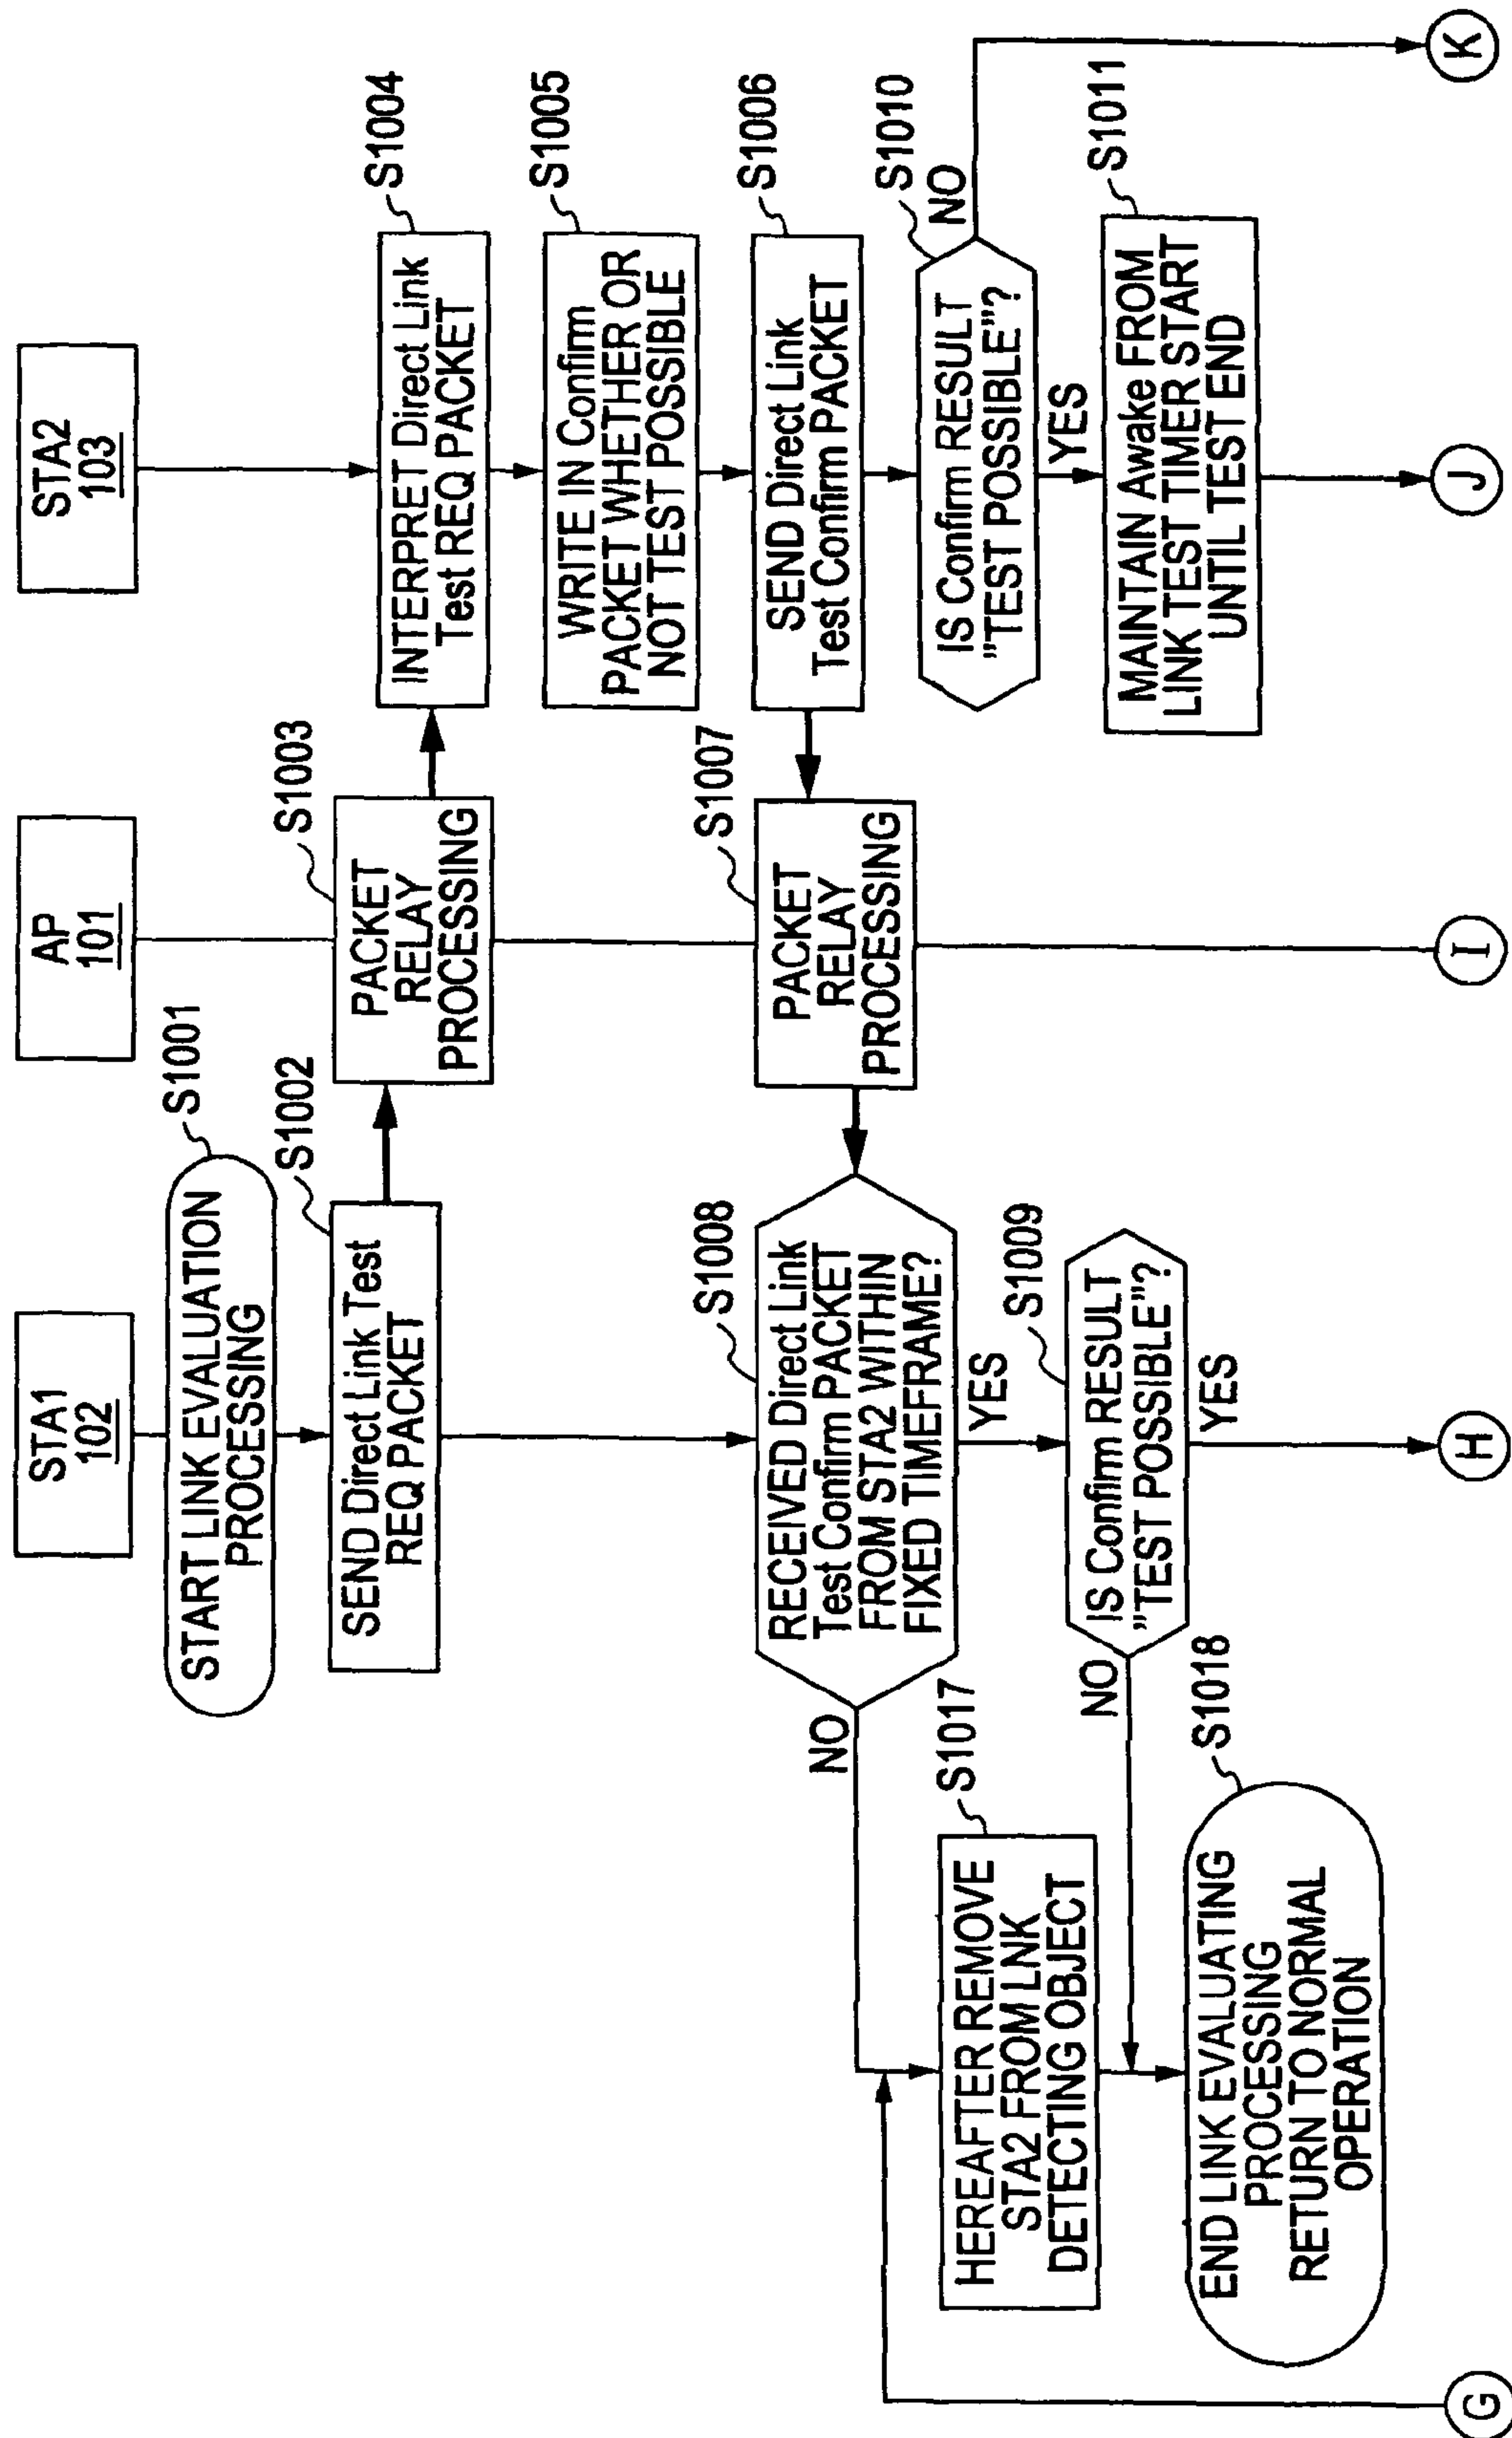 STA1
102
AP
101
STA2
103
S1001
START LINK EVALUATION
PROCESSING
S1002
SEND Direct Link Test
REQ PACKET
S1003
PACKET
RELAY
PROCESSING
S1004
INTERPRET Direct Link
Test REQ PACKET
S1005
WRITE IN Confirm
PACKET WHETHER OR
NOT TEST POSSIBLE
S1006
SEND Direct Link
Test Confirm PACKET
S1007
PACKET
RELAY
PROCESSING
S1008
RECEIVED Direct Link
Test Confirm PACKET
FROM STA2 WITHIN
FIXED TIMEFRAME?
NO
YES
S1009
IS Confirm RESULT
"TEST POSSIBLE"?
NO
YES
S1010
IS Confirm RESULT
"TEST POSSIBLE"?
NO
YES
S1011
MAINTAIN Awake FROM
LINK TEST TIMER START
UNTIL TEST END
S1017
HEREAFTER REMOVE
STA2 FROM LNK
DETECTING OBJECT
S1018
END LINK EVALUATING
PROCESSING
RETURN TO NORMAL
OPERATION
G
H
I
J
K